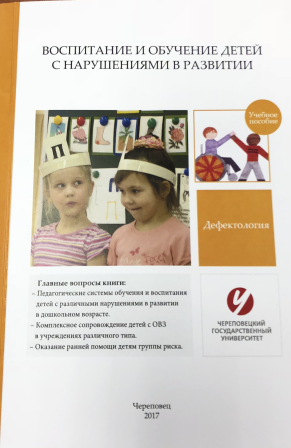 ВОСПИТАНИЕ И ОБУЧЕНИЕ ДЕТЕЙ
С НАРУШЕНИЯМИ В РАЗВИТИИ
Учебное
пособие
П
Дефектология
Главные вопросы книги:
– Педагогические системы обучения и воспитания
детей с различными нарушениями в развитии
в дошкольном возрасте.
– Комплексное сопровождение детей с ОВЗ
в учреждениях различного типа.
– Оказание ранней помощи детям группы риска.
ЧЕРЕПОВЕЦКИЙ
ГОСУДАРСТВЕННЫЙ
УНИВЕРСИТЕТ
Череповец
2017